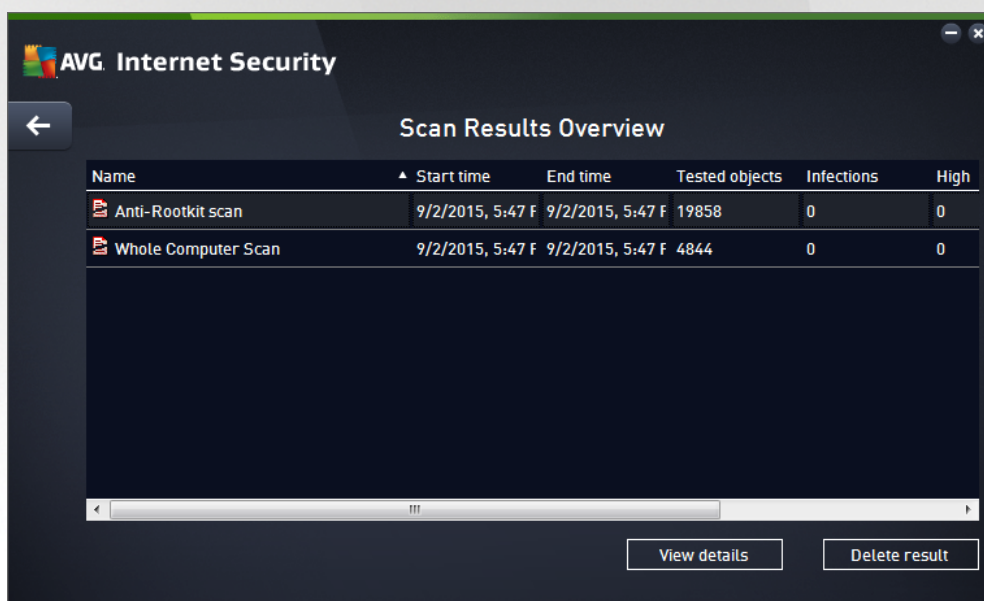 AVG. Internet Security
Scan Results Overview
Name Start time End time Tested objects Infections High
Anti-Rootkit scan 9/2/2015, 5:47 9/2/2015, 5:47 19858 0 0
Whole Computer Scan 9/2/2015, 5:47 9/2/2015, 5:47 4844 0 0
View details Delete result